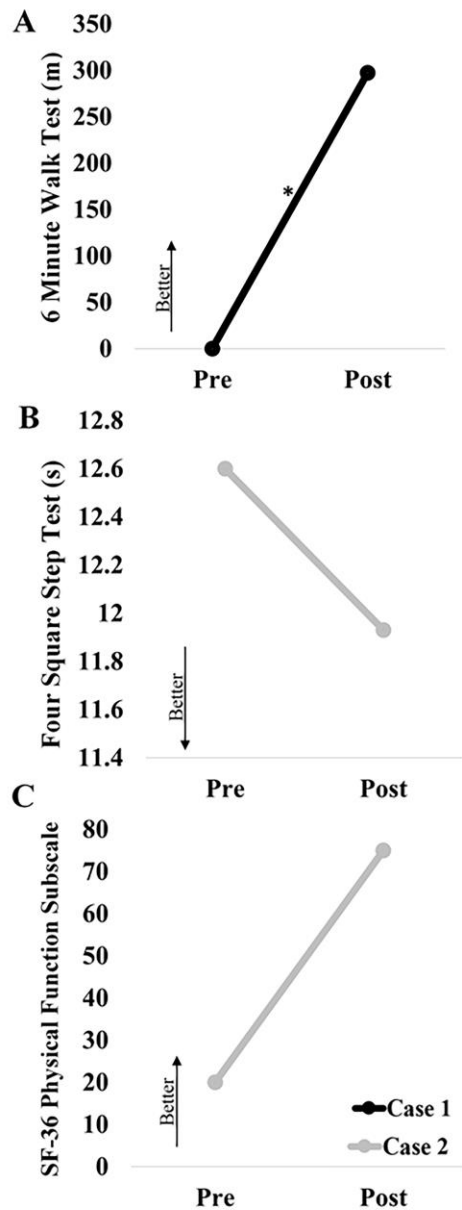 A
6 Minute Walk Test (m)
350
300
250
200
150
100
50
0
*
Better
Pre Post
B
Four Square Step Test (s)
12.8
12.6
12.4
12.2
12
11.8
11.6
11.4
Better
Pre Post
C
SF-36 Physical Function Subscale
80
70
60
50
40
30
20
10
0
Better
Case 1
Case 2
Pre Post